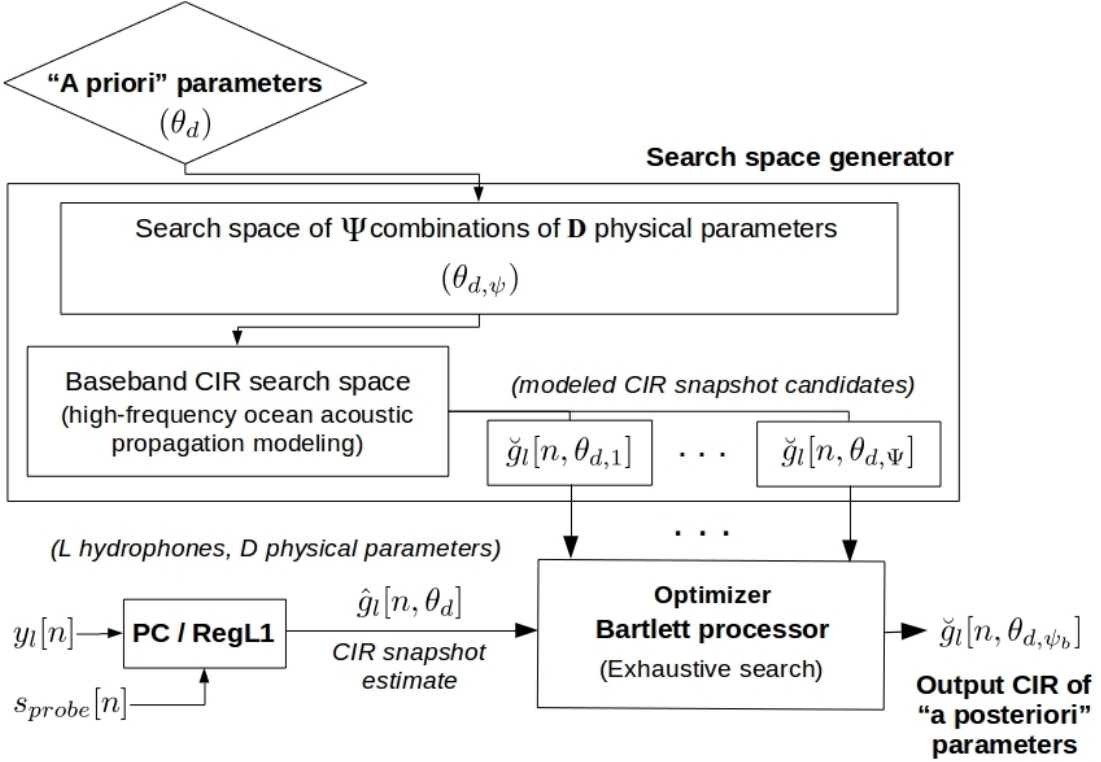 “A priori” parameters
(θ_d)
Search space generator
Search space of Ψ combinations of D physical parameters
(θ_{d,ψ})
Baseband CIR search space
(high-frequency ocean acoustic
propagation modeling)
(modeled CIR snapshot candidates)
ğ_l[n, θ_{d,1}] . . . ğ_l[n, θ_{d,Ψ}]
. . .
(L hydrophones, D physical parameters)
y_l[n]
PC / RegL1
ĝ_l[n, θ_d]
CIR snapshot
estimate
s_{probe}[n]
Optimizer
Bartlett processor
(Exhaustive search)
ğ_l[n, θ_{d,ψ_b}]
Output CIR of
“a posteriori”
parameters